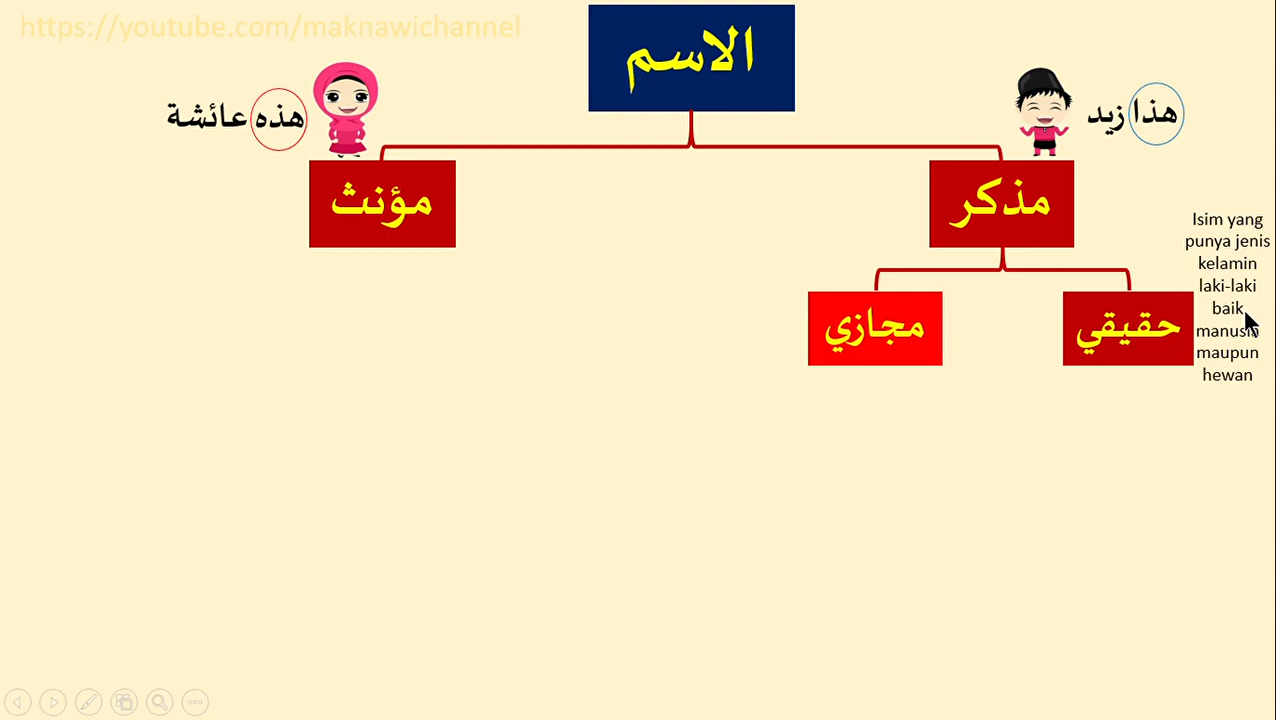 https://youtube.com/maknawichannel
الاسم
هذا زيد
هذه عائشة
مذكر
مؤنث
حقيقي
مجازي
Isim yang
punya jenis
kelamin
laki-laki
baik
manusia
maupun
hewan